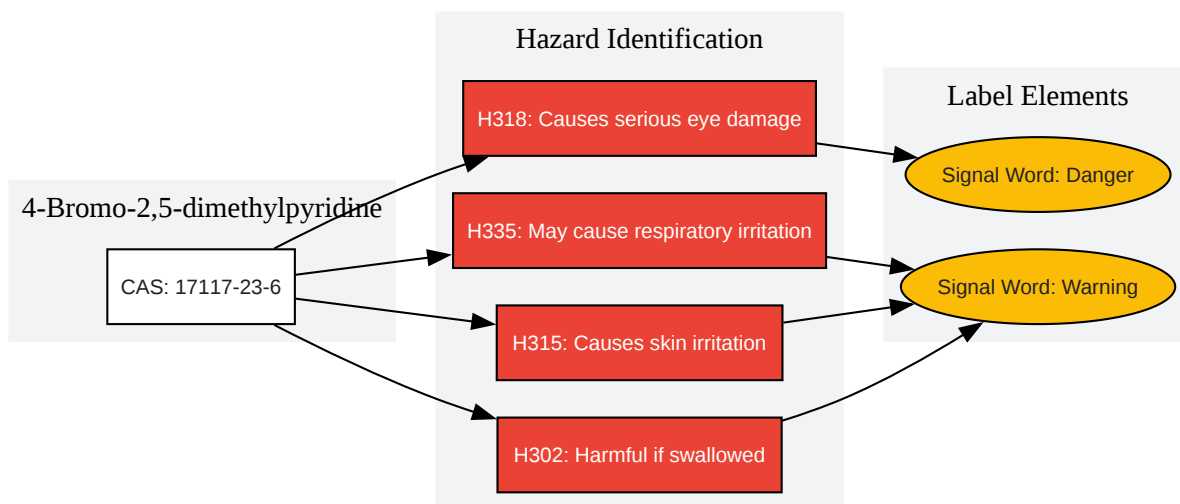 Hazard Identification
Label Elements
H318: Causes serious eye damage
Signal Word: Danger
4-Bromo-2,5-dimethylpyridine
H335: May cause respiratory irritation
CAS: 17117-23-6
Signal Word: Warning
H315: Causes skin irritation
H302: Harmful if swallowed